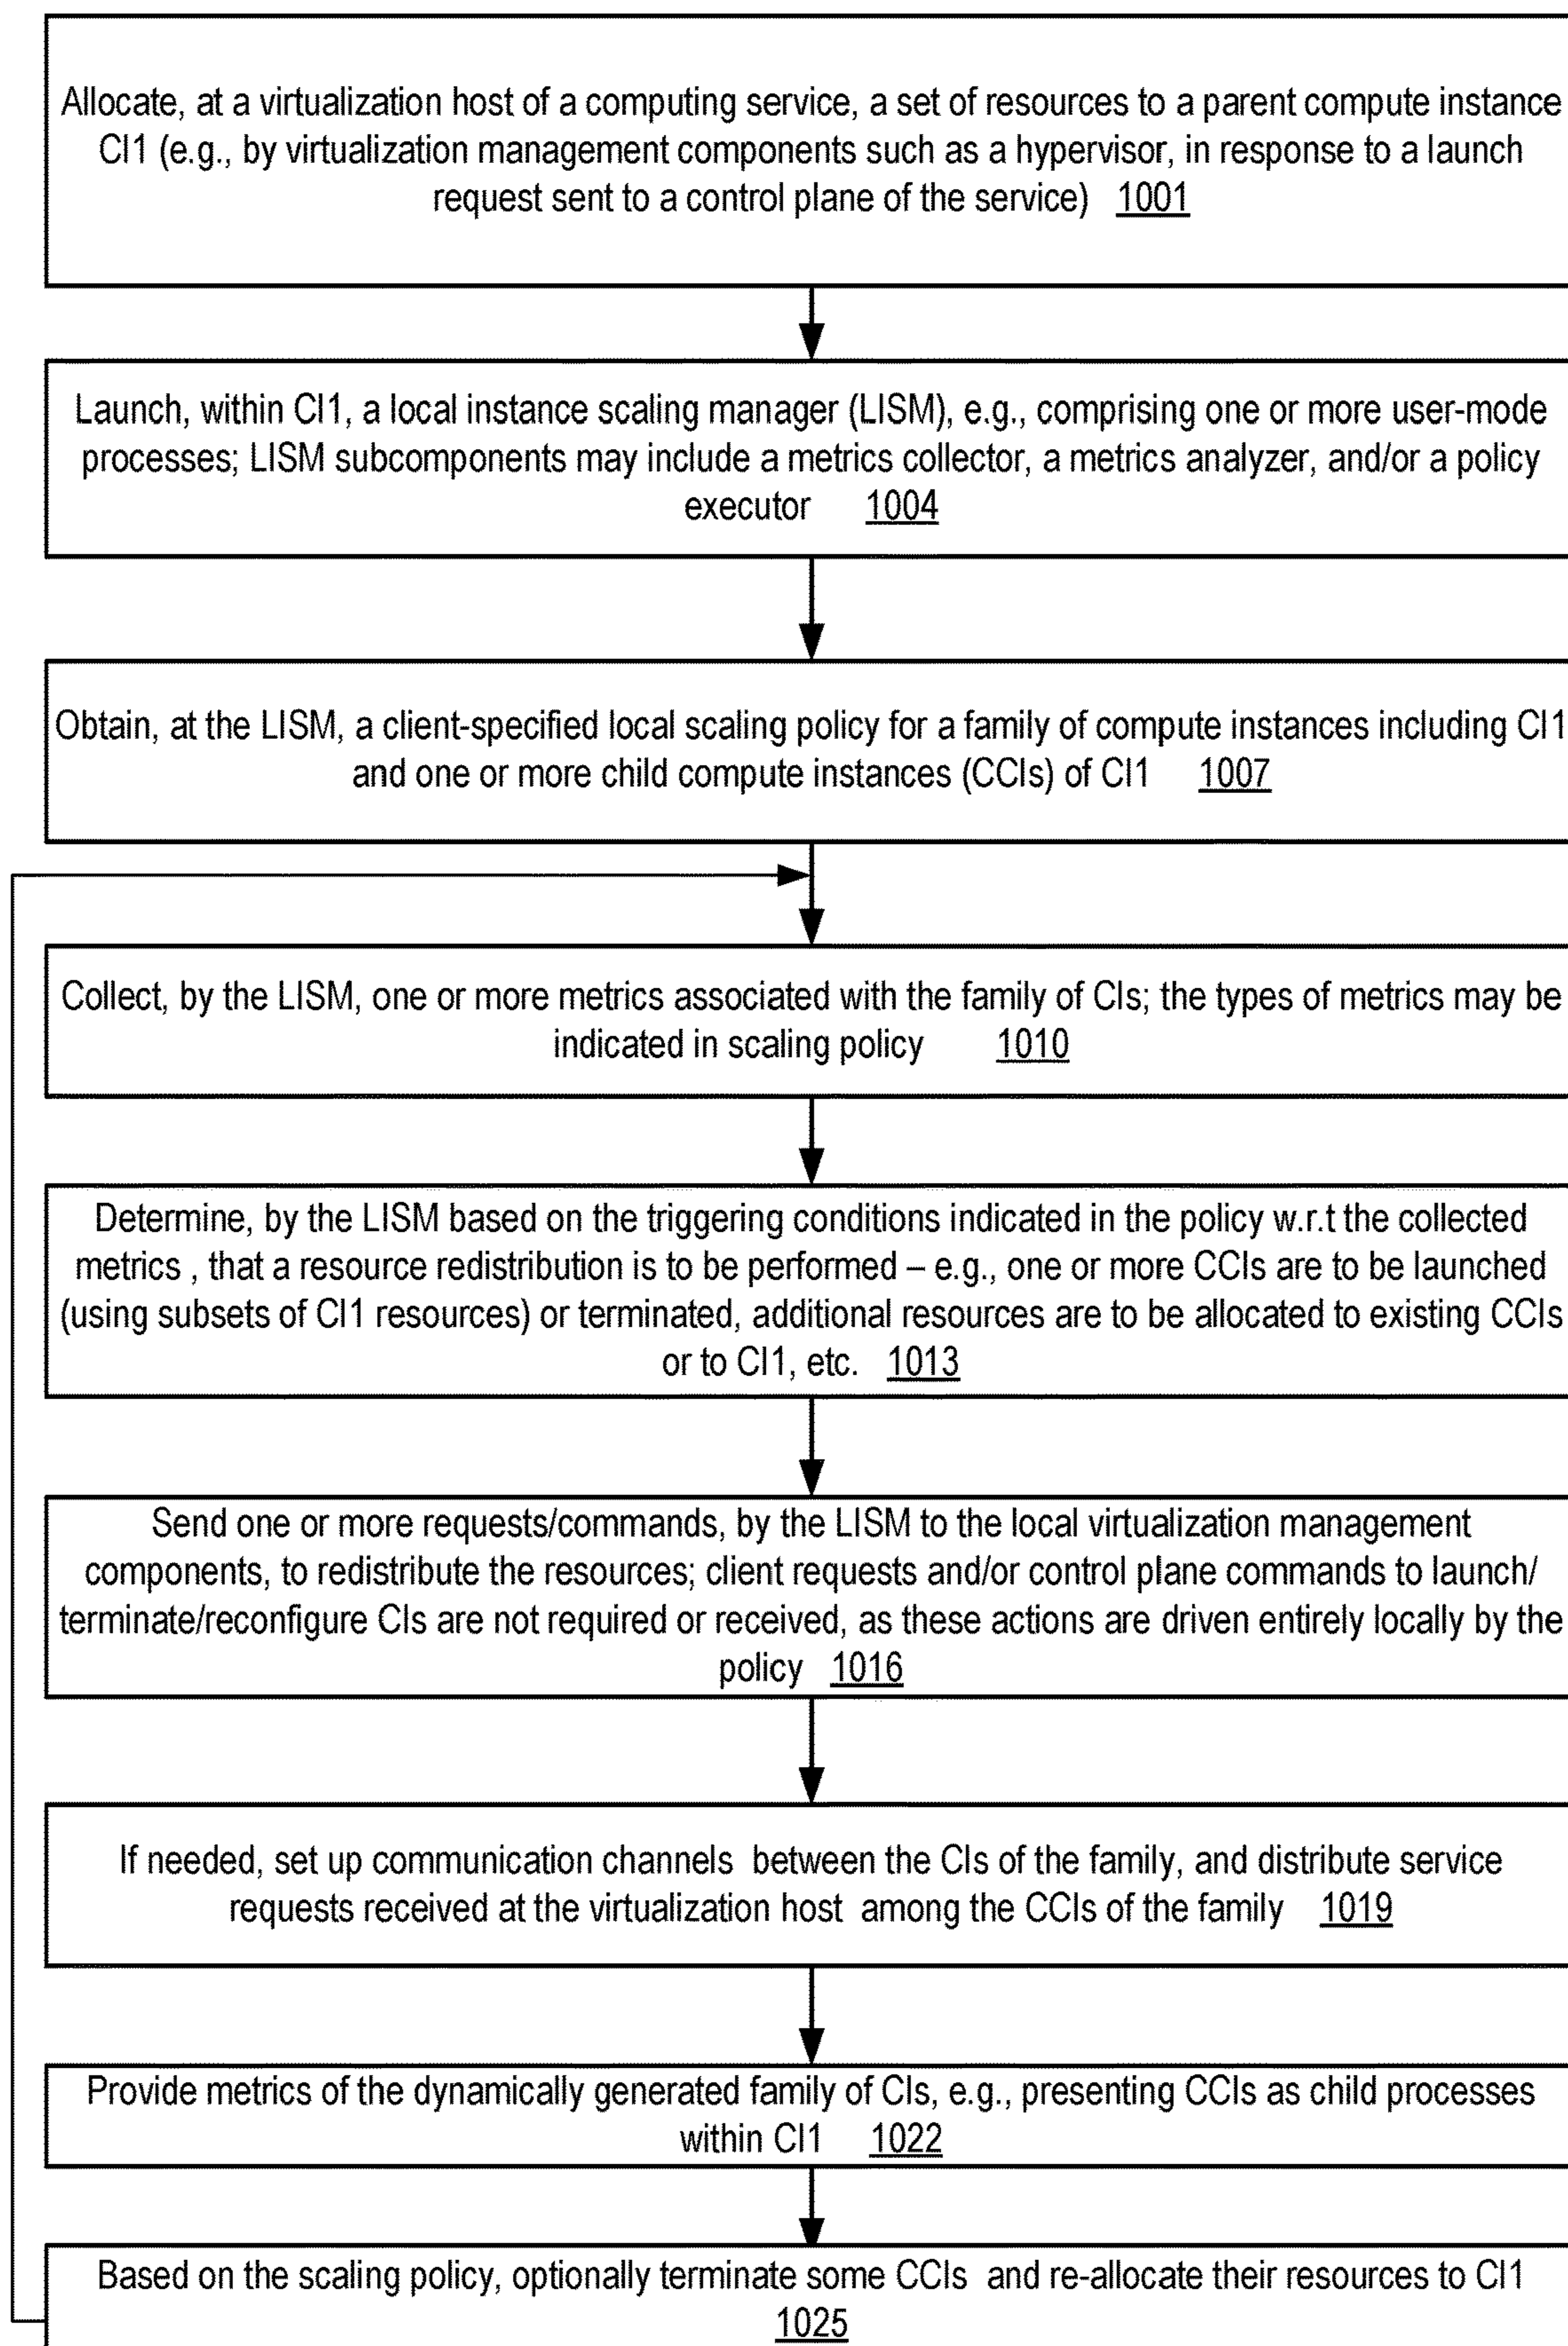 Allocate, at a virtualization host of a computing service, a set of resources to a parent compute instance
CI1 (e.g., by virtualization management components such as a hypervisor, in response to a launch
request sent to a control plane of the service) 1001
Launch, within CI1, a local instance scaling manager (LISM), e.g., comprising one or more user-mode
processes; LISM subcomponents may include a metrics collector, a metrics analyzer, and/or a policy
executor 1004
Obtain, at the LISM, a client-specified local scaling policy for a family of compute instances including CI1
and one or more child compute instances (CCIs) of CI1 1007
Collect, by the LISM, one or more metrics associated with the family of CIs; the types of metrics may be
indicated in scaling policy 1010
Determine, by the LISM based on the triggering conditions indicated in the policy w.r.t the collected
metrics , that a resource redistribution is to be performed – e.g., one or more CCIs are to be launched
(using subsets of CI1 resources) or terminated, additional resources are to be allocated to existing CCIs
or to CI1, etc. 1013
Send one or more requests/commands, by the LISM to the local virtualization management
components, to redistribute the resources; client requests and/or control plane commands to launch/
terminate/reconfigure CIs are not required or received, as these actions are driven entirely locally by the
policy 1016
If needed, set up communication channels between the CIs of the family, and distribute service
requests received at the virtualization host among the CCIs of the family 1019
Provide metrics of the dynamically generated family of CIs, e.g., presenting CCIs as child processes
within CI1 1022
Based on the scaling policy, optionally terminate some CCIs and re-allocate their resources to CI1
1025